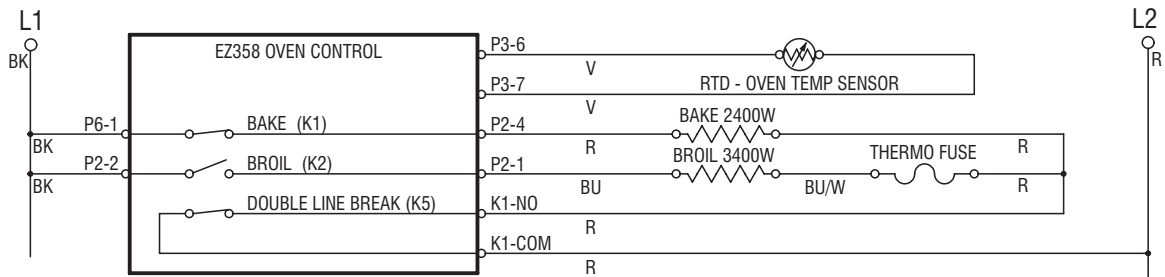 L1
L2
BK
R
EZ358 OVEN CONTROL
P3-6
V
RTD - OVEN TEMP SENSOR
P3-7
V
BAKE 2400W
P6-1
BAKE (K1)
P2-4
BK
R
R
BROIL 3400W
THERMO FUSE
P2-2
BROIL (K2)
P2-1
BK
BU
BU/W
R
DOUBLE LINE BREAK (K5)
K1-NO
R
K1-COM
R